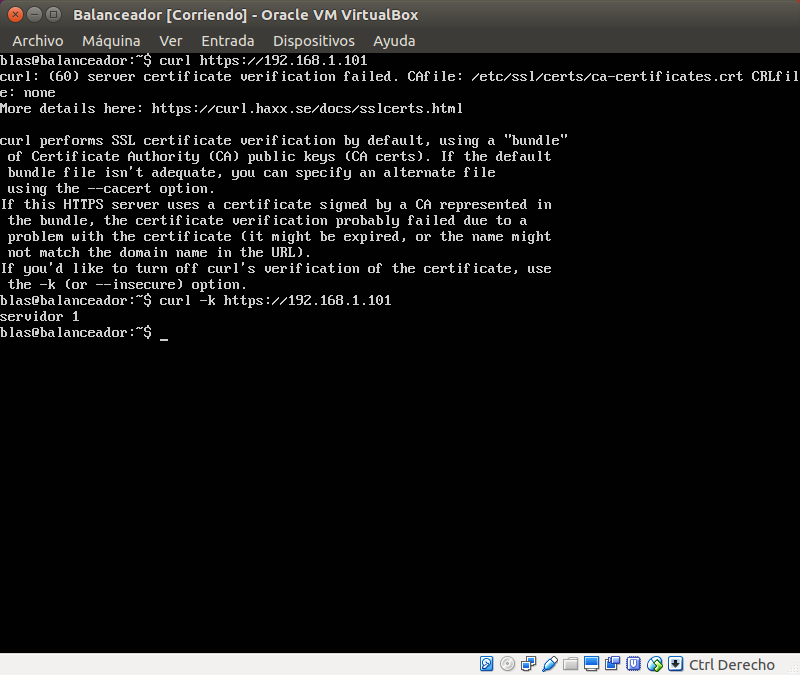 Balanceador [Corriendo] - Oracle VM VirtualBox
Archivo Máquina Ver Entrada Dispositivos Ayuda
blas@balanceador:~$ curl https://192.168.1.101
curl: (60) server certificate verification failed. CAfile: /etc/ssl/certs/ca-certificates.crt CRLfil
e: none
More details here: https://curl.haxx.se/docs/sslcerts.html
curl performs SSL certificate verification by default, using a "bundle"
of Certificate Authority (CA) public keys (CA certs). If the default
bundle file isn't adequate, you can specify an alternate file
using the --cacert option.
If this HTTPS server uses a certificate signed by a CA represented in
the bundle, the certificate verification probably failed due to a
problem with the certificate (it might be expired, or the name might
not match the domain name in the URL).
If you'd like to turn off curl's verification of the certificate, use
the -k (or --insecure) option.
blas@balanceador:~$ curl -k https://192.168.1.101
servidor 1
blas@balanceador:~$ _
Ctrl Derecho